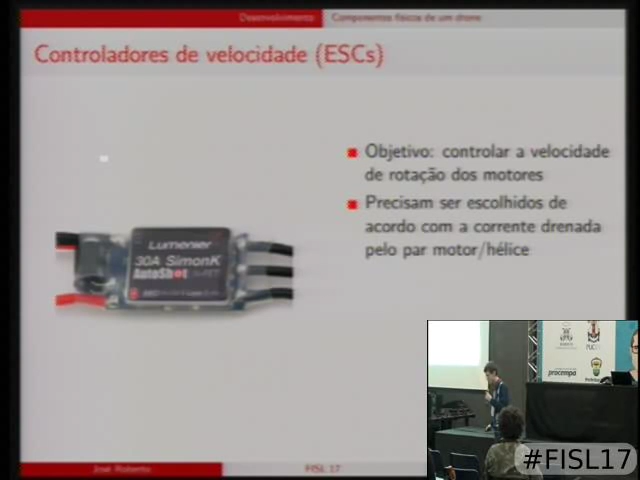 Desenvolvimento
Componentes físicos de um drone
Controladores de velocidade (ESCs)
Objetivo: controlar a velocidade
de rotação dos motores
Precisam ser escolhidos de
acordo com a corrente drenada
pelo par motor/hélice
Lumenier
30A SimonK
AutoShot
procempa
José Roberto
FISL 17
#FISL17